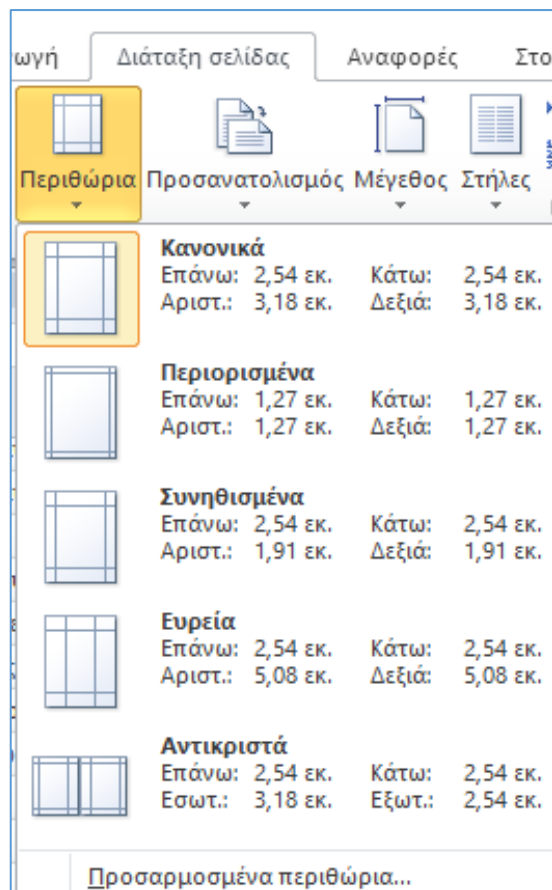 ωγή Διάταξη σελίδας Αναφορές Στο
Περιθώρια Προσανατολισμός Μέγεθος Στήλες
Κανονικά
Επάνω: 2,54 εκ. Κάτω: 2,54 εκ.
Αριστ.: 3,18 εκ. Δεξιά: 3,18 εκ.
Περιορισμένα
Επάνω: 1,27 εκ. Κάτω: 1,27 εκ.
Αριστ.: 1,27 εκ. Δεξιά: 1,27 εκ.
Συνηθισμένα
Επάνω: 2,54 εκ. Κάτω: 2,54 εκ.
Αριστ.: 1,91 εκ. Δεξιά: 1,91 εκ.
Ευρεία
Επάνω: 2,54 εκ. Κάτω: 2,54 εκ.
Αριστ.: 5,08 εκ. Δεξιά: 5,08 εκ.
Αντικριστά
Επάνω: 2,54 εκ. Κάτω: 2,54 εκ.
Εσωτ.: 3,18 εκ. Εξωτ.: 2,54 εκ.
Προσαρμοσμένα περιθώρια...